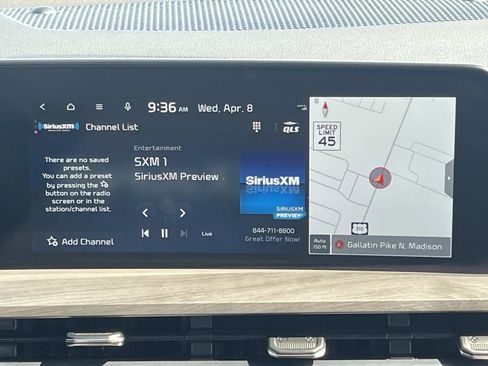 9:36 AM Wed, Apr. 8
SiriusXM
SATELLITE RADIO
Channel List
QLS
There are no saved
presets.
You can add a preset
by pressing the
button on the radio
screen or in the
station/channel list.
Add Channel
Entertainment
SXM 1
SiriusXM Preview
Live
SiriusXM
SIRIUSXM
PREVIEW
844-711-8800
Great Offer Now!
N
SPEED
LIMIT
45
Auto
150 ft
Gallatin Pike N, Madison